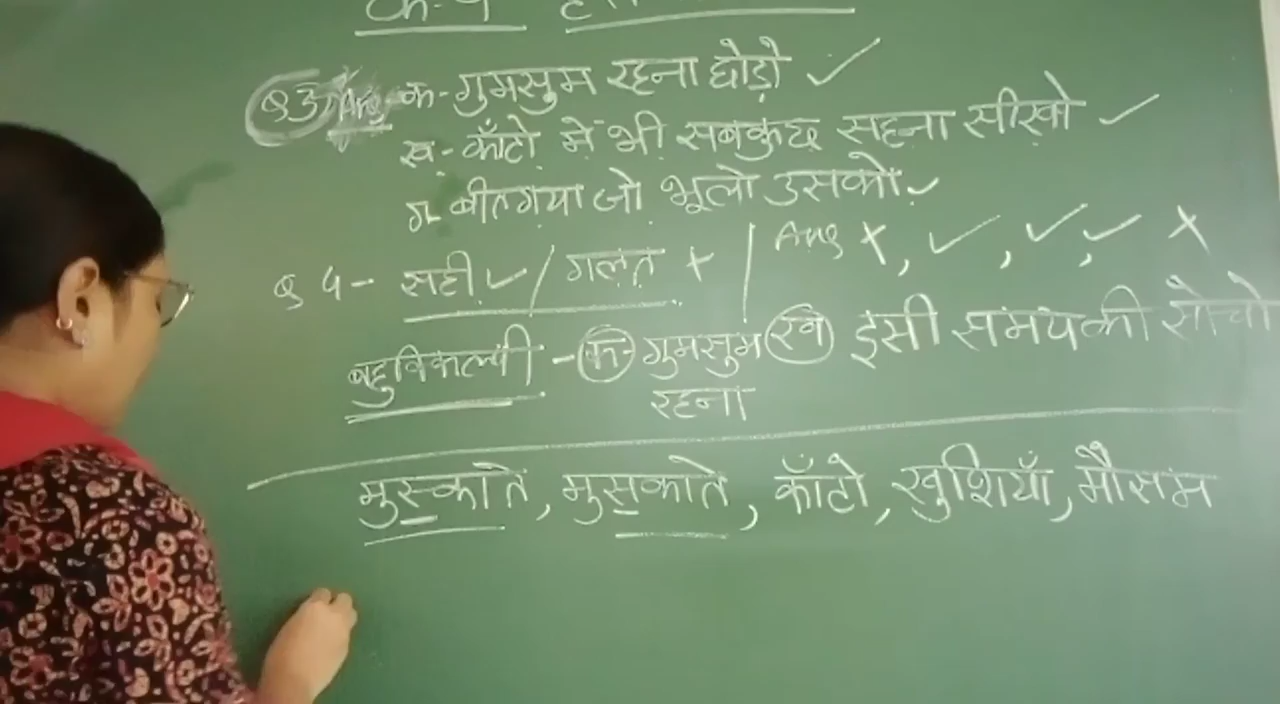 Q3 Ans क- गुमसुम रहना छोड़ो ✓
ख- काँटो में भी सबकुछ सहना सीखो ✓
ग- बीतगया जो भूलो उसको ✓
Q 4- सही ✓ / गलत × | Ans ×, ✓, ✓, ✓ ×
बहुविकल्पी - क- गुमसुम ख इसी समय की सोचो
रहना
मुस्काते, मुसकाते, काँटो, खुशियाँ, मौसम